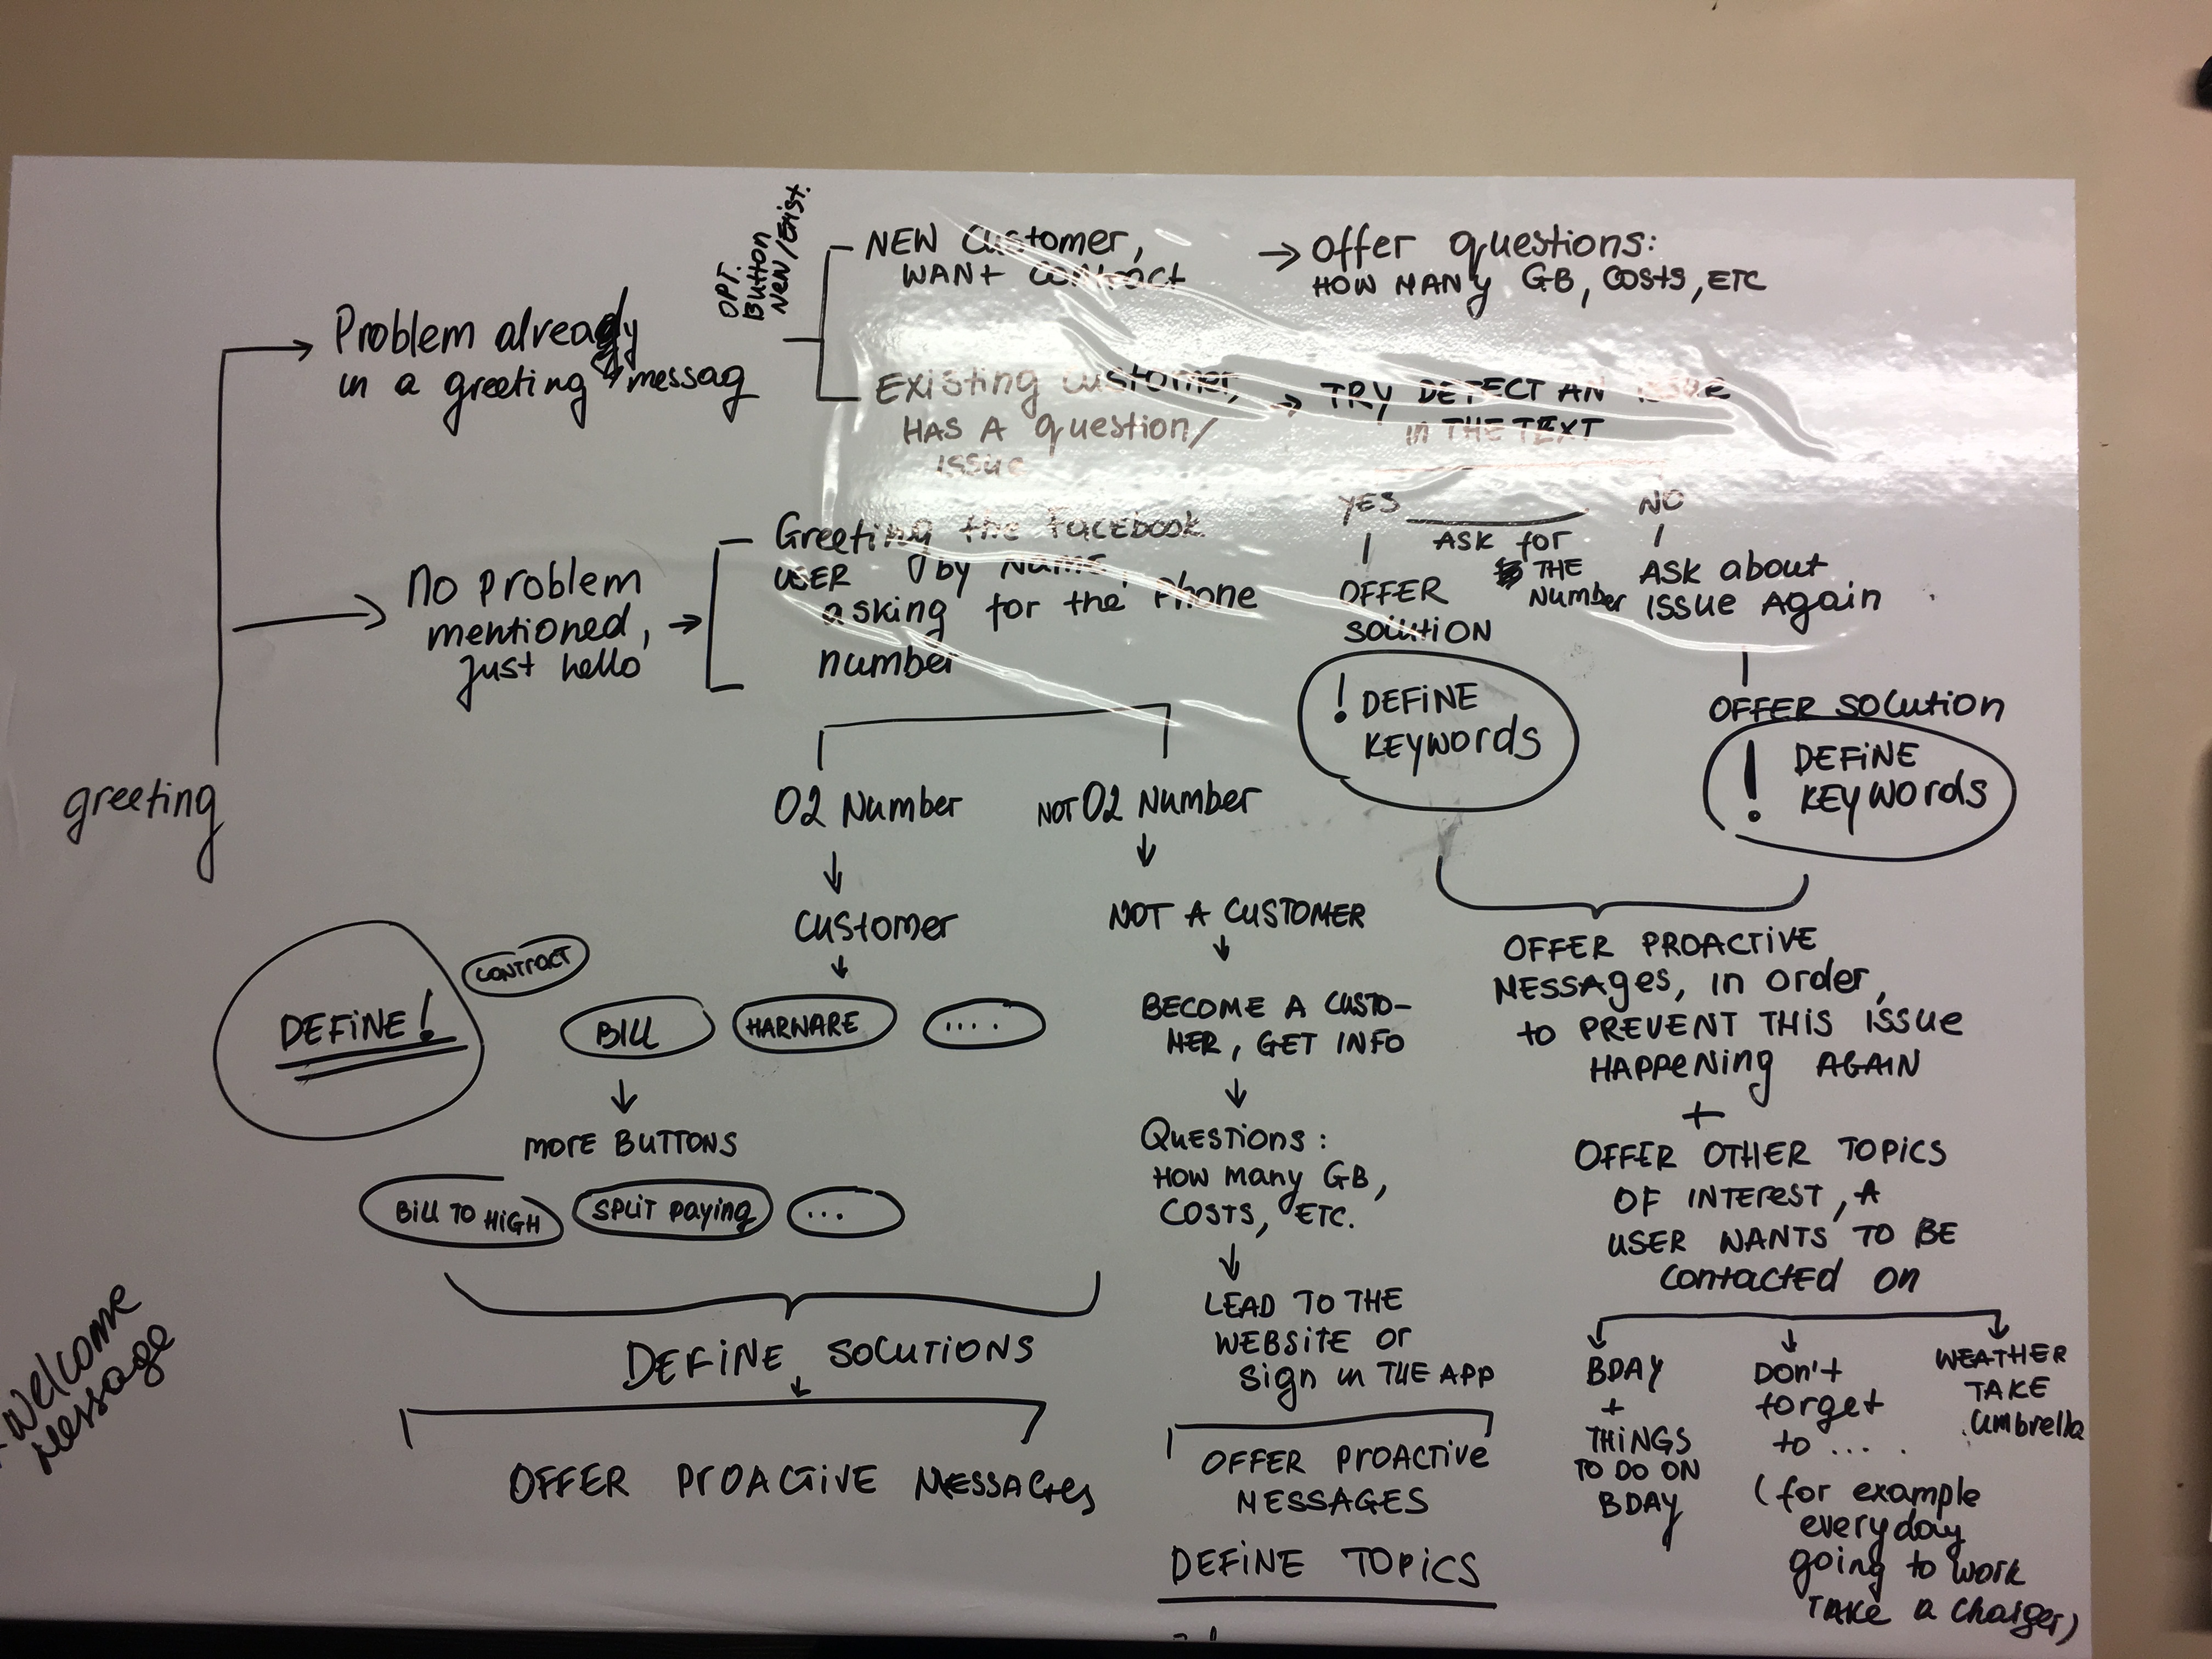 Problem already
in a greeting messag
OPT.
Button
NEW/Exist.
NEW customer,
WANT contract
→ Offer questions:
HOW MANY GB, COSTS, ETC
Existing customer,
HAS A question/
issue
→ TRY DETECT AN ISSUE
in THE TEXT
YES
NO
OFFER
solution
ASK for
THE
Number
ASK about
issue Again
OFFER SOLUTION
! DEFINE
KEYWORDS
! DEFINE
KEYWORDS
OFFER PROACTIVE
MESSAGES, in order
to PREVENT THIS issue
HAPPENING AGAIN
+
OFFER OTHER TOPICS
OF INTEREST, A
USER WANTS TO BE
Contacted on
BDAY
+
THINGS
TO DO ON
BDAY
DON't
forget
to ....
(for example
everyday
going to work
Take a charger)
WEATHER
TAKE
Umbrella
greeting
No problem
mentioned, →
just hello
Greeting the facebook
USER by name
asking for the phone
number
O2 Number
NOT O2 Number
↓
↓
CUSTOMER
NOT A CUSTOMER
↓
↓
DEFINE!
CONTRACT
BILL
HARWARE
....
↓
MORE BUTTONS
BILL TO HIGH
SPLIT PAYING
...
DEFINE SOLUTIONS
↓
OFFER PROACTIVE MESSAGES
BECOME A CUSTO-
MER, GET INFO
↓
Questions:
HOW many GB,
COSTS, ETC.
↓
LEAD TO THE
WEBSITE or
Sign in THE APP
OFFER PROACTIVE
MESSAGES
DEFINE TOPICS
Welcome
message